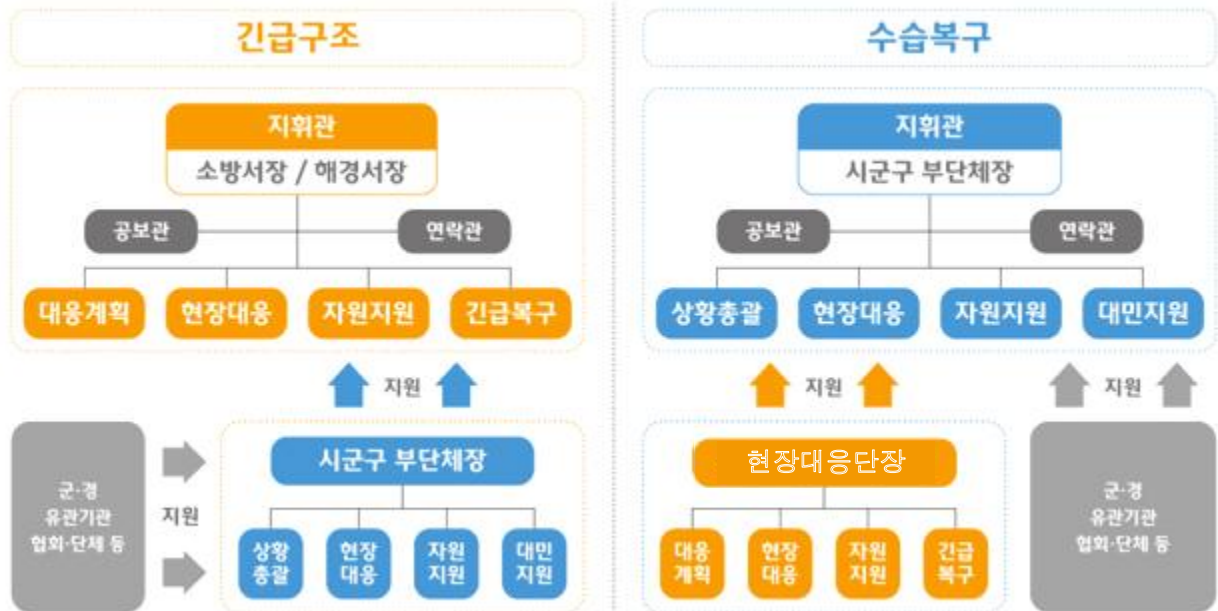 긴급구조
지휘관
소방서장 / 해경서장
공보관
연락관
대응계획
현장대응
자원지원
긴급복구
지원
군·경
유관기관
협회·단체 등
지원
시군구 부단체장
상황
총괄
현장
대응
자원
지원
대민
지원
수습복구
지휘관
시군구 부단체장
공보관
연락관
상황총괄
현장대응
자원지원
대민지원
지원
지원
현장대응단장
대응
계획
현장
대응
자원
지원
긴급
복구
군·경
유관기관
협회·단체 등